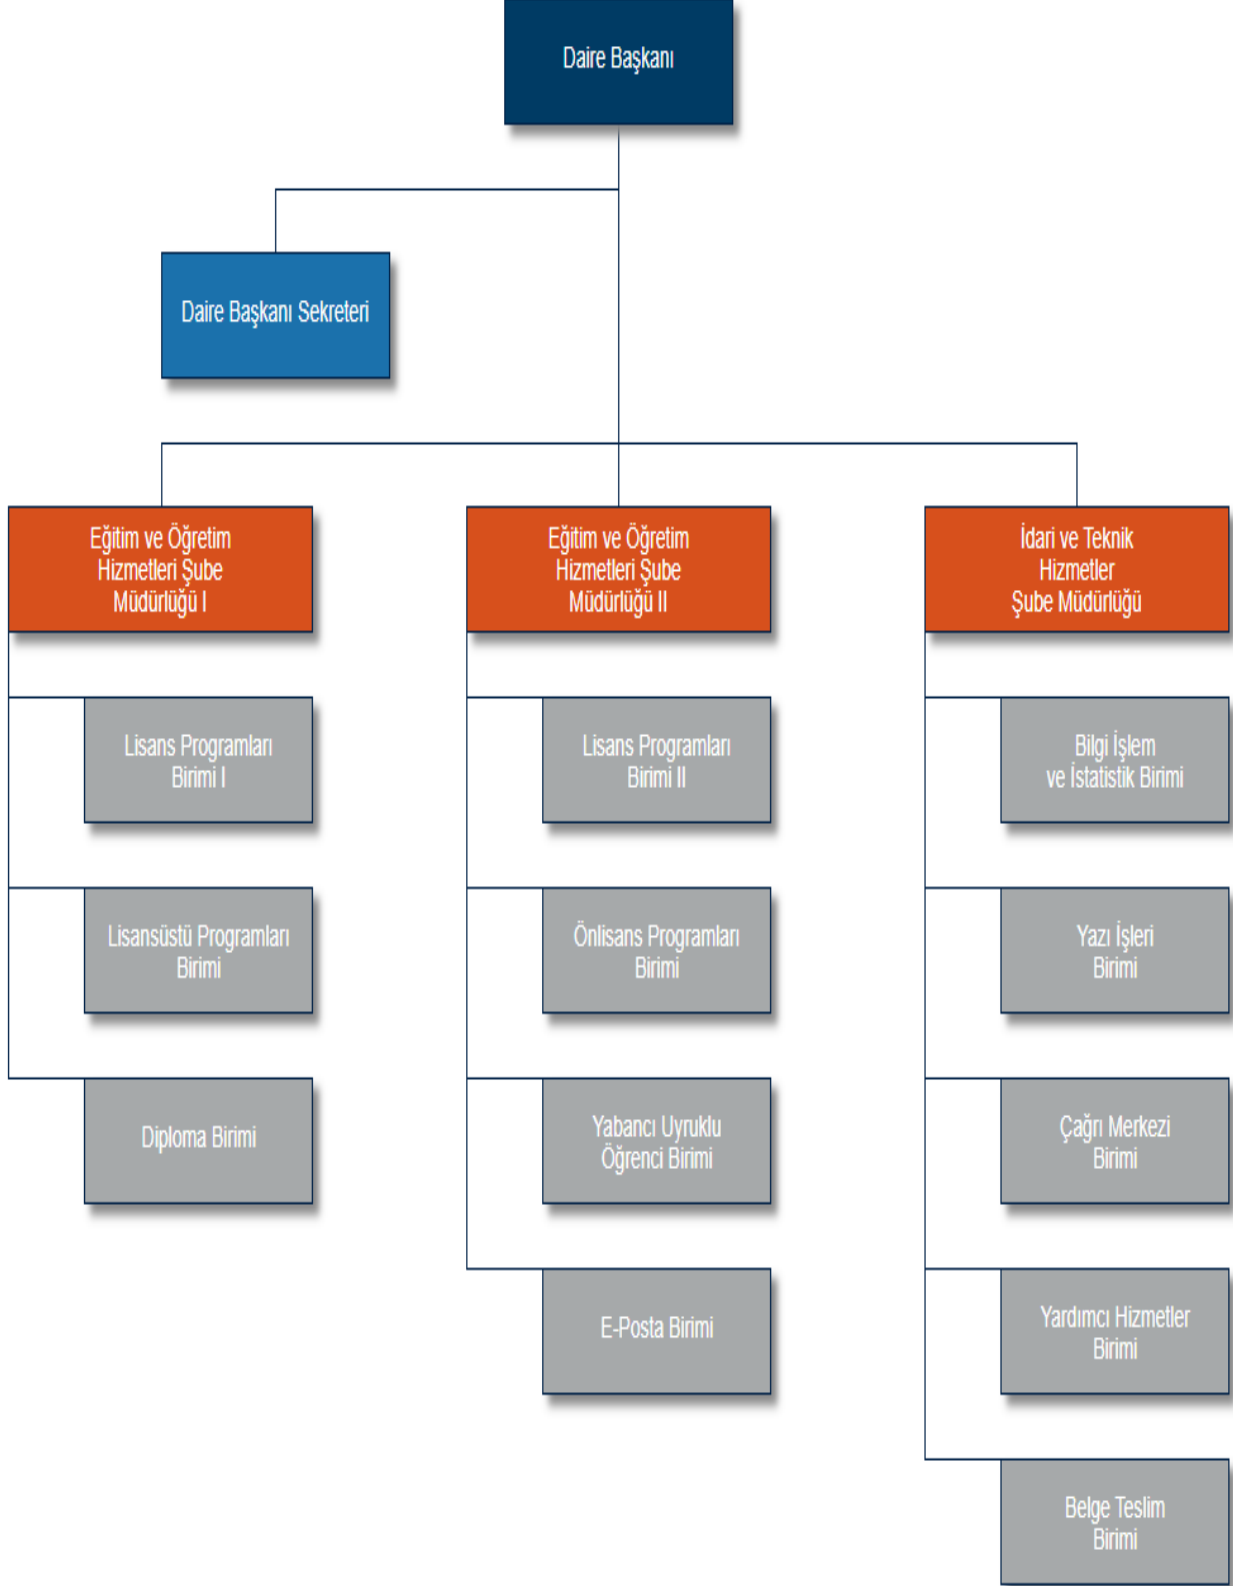 Daire Başkanı
Daire Başkanı Sekreteri
Eğitim ve Öğretim
Hizmetleri Şube
Müdürlüğü I
Lisans Programları
Birimi I
Lisansüstü Programları
Birimi
Diploma Birimi
Eğitim ve Öğretim
Hizmetleri Şube
Müdürlüğü II
Lisans Programları
Birimi II
Önlisans Programları
Birimi
Yabancı Uyruklu
Öğrenci Birimi
E-Posta Birimi
İdari ve Teknik
Hizmetler
Şube Müdürlüğü
Bilgi İşlem
ve İstatistik Birimi
Yazı İşleri
Birimi
Çağrı Merkezi
Birimi
Yardımcı Hizmetler
Birimi
Belge Teslim
Birimi